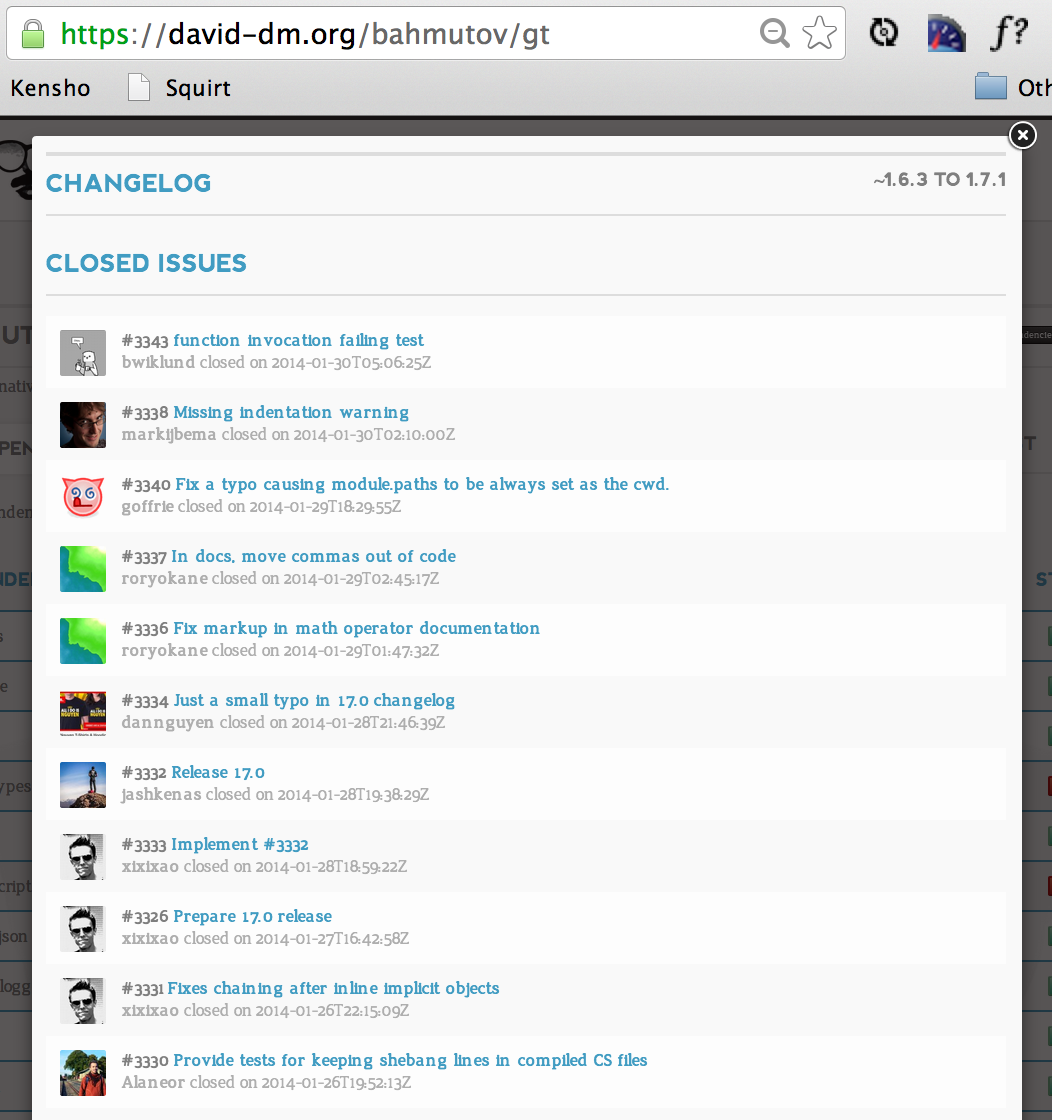 https://david-dm.org/bahmutov/gt
f?
Kensho
Squirt
Oth
CHANGELOG
~1.6.3 TO 1.7.1
CLOSED ISSUES
#3343 function invocation failing test
bwiklund closed on 2014-01-30T05:06:25Z
#3338 Missing indentation warning
markijbema closed on 2014-01-30T02:10:00Z
#3340 Fix a typo causing module.paths to be always set as the cwd.
goffrie closed on 2014-01-29T18:29:55Z
#3337 In docs, move commas out of code
roryokane closed on 2014-01-29T02:45:17Z
#3336 Fix markup in math operator documentation
roryokane closed on 2014-01-29T01:47:32Z
#3334 Just a small typo in 1.7.0 changelog
dannguyen closed on 2014-01-28T21:46:39Z
#3332 Release 1.7.0
jashkenas closed on 2014-01-28T19:38:29Z
#3333 Implement #3332
xixixao closed on 2014-01-28T18:59:22Z
#3326 Prepare 1.7.0 release
xixixao closed on 2014-01-27T16:42:58Z
#3331 Fixes chaining after inline implicit objects
xixixao closed on 2014-01-26T22:15:09Z
#3330 Provide tests for keeping shebang lines in compiled CS files
Alaneor closed on 2014-01-26T19:52:13Z